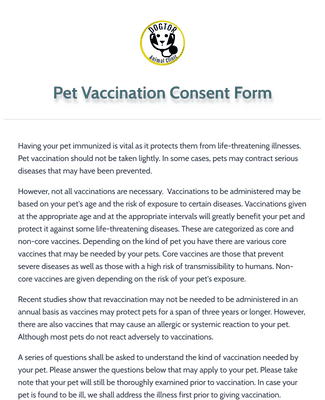 DOGTOR
Animal Clinic
Pet Vaccination Consent Form
Having your pet immunized is vital as it protects them from life-threatening illnesses.
Pet vaccination should not be taken lightly. In some cases, pets may contract serious
diseases that may have been prevented.
However, not all vaccinations are necessary. Vaccinations to be administered may be
based on your pet's age and the risk of exposure to certain diseases. Vaccinations given
at the appropriate age and at the appropriate intervals will greatly benefit your pet and
protect it against some life-threatening diseases. These are categorized as core and
non-core vaccines. Depending on the kind of pet you have there are various core
vaccines that may be needed by your pets. Core vaccines are those that prevent
severe diseases as well as those with a high risk of transmissibility to humans. Non-
core vaccines are given depending on the risk of your pet's exposure.
Recent studies show that revaccination may not be needed to be administered in an
annual basis as vaccines may protect pets for a span of three years or longer. However,
there are also vaccines that may cause an allergic or systemic reaction to your pet.
Although most pets do not react adversely to vaccinations.
A series of questions shall be asked to understand the kind of vaccination needed by
your pet. Please answer the questions below that may apply to your pet. Please take
note that your pet will still be thoroughly examined prior to vaccination. In case your
pet is found to be ill, we shall address the illness first prior to giving vaccination.